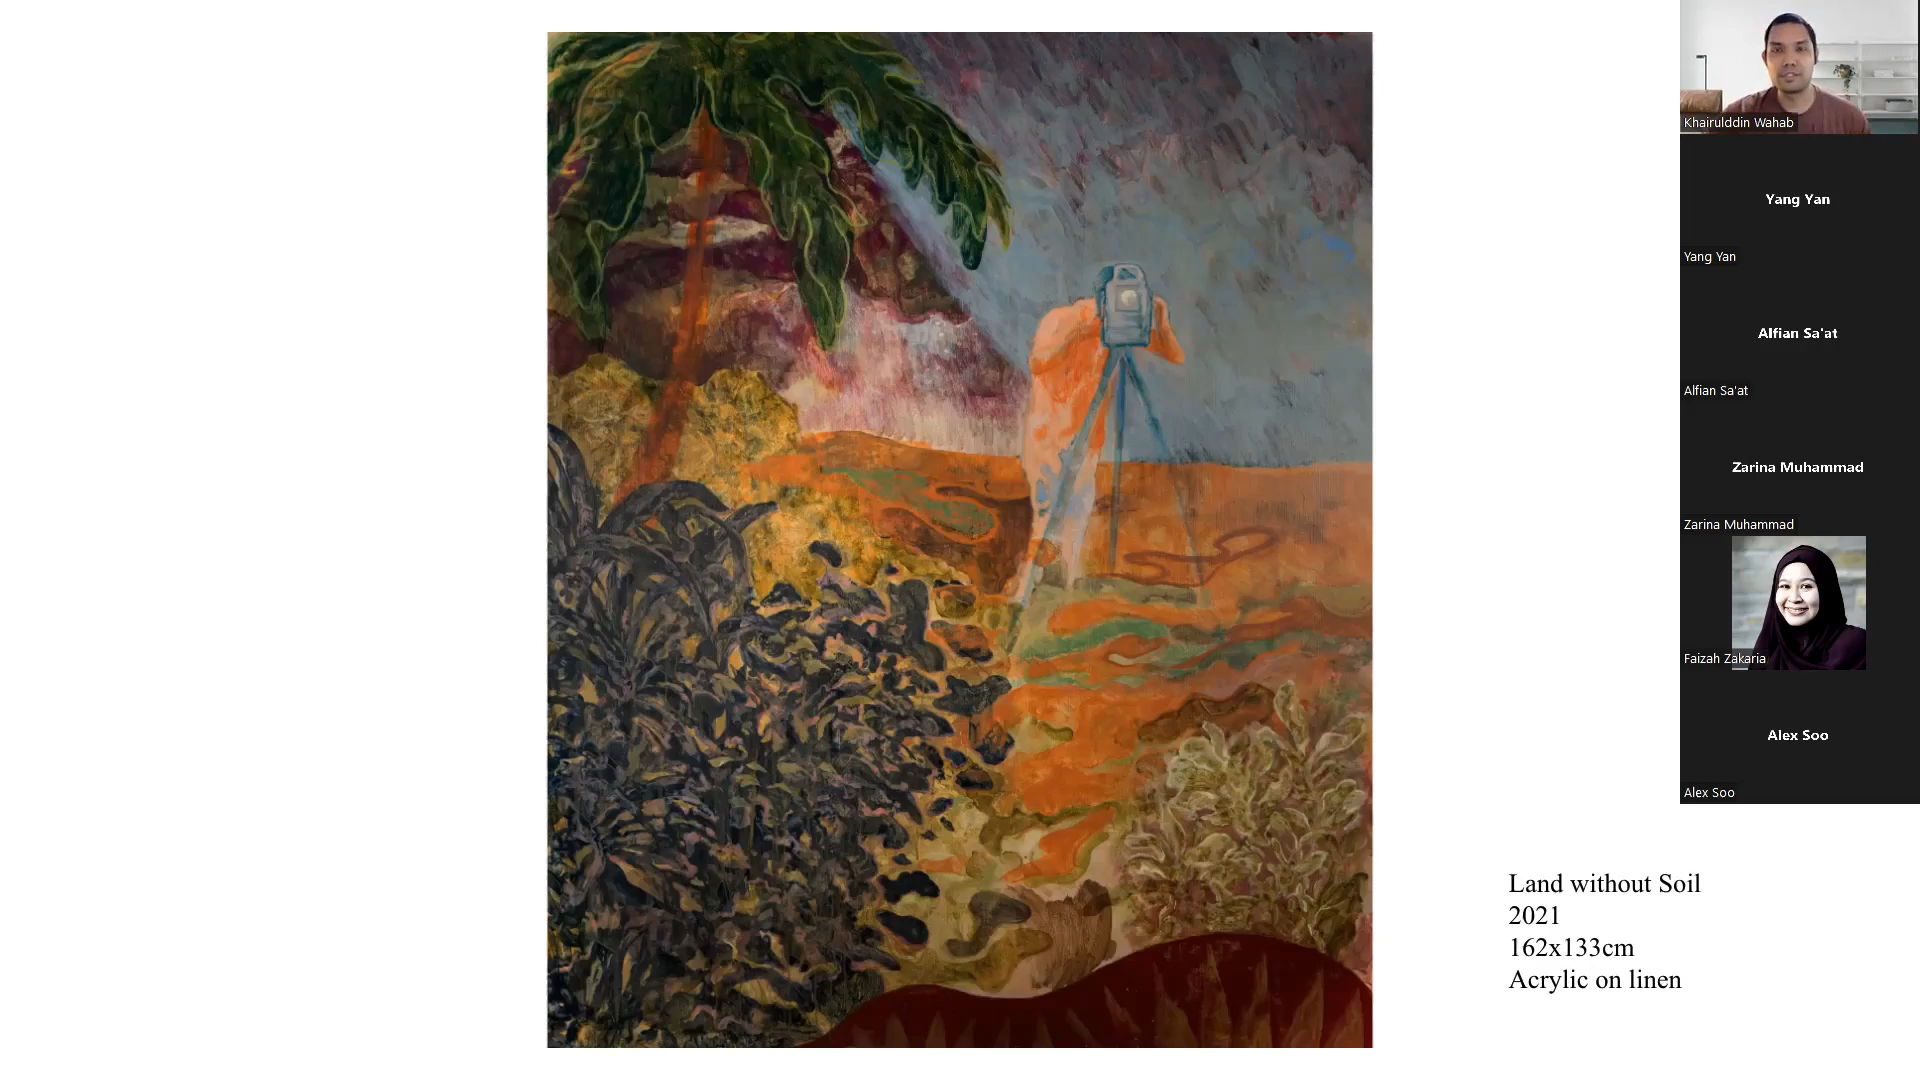 Khairulddin Wahab
Yang Yan
Yang Yan
Alfian Sa'at
Alfian Sa'at
Zarina Muhammad
Zarina Muhammad
Faizah Zakaria
Alex Soo
Alex Soo
Land without Soil
2021
162x133cm
Acrylic on linen